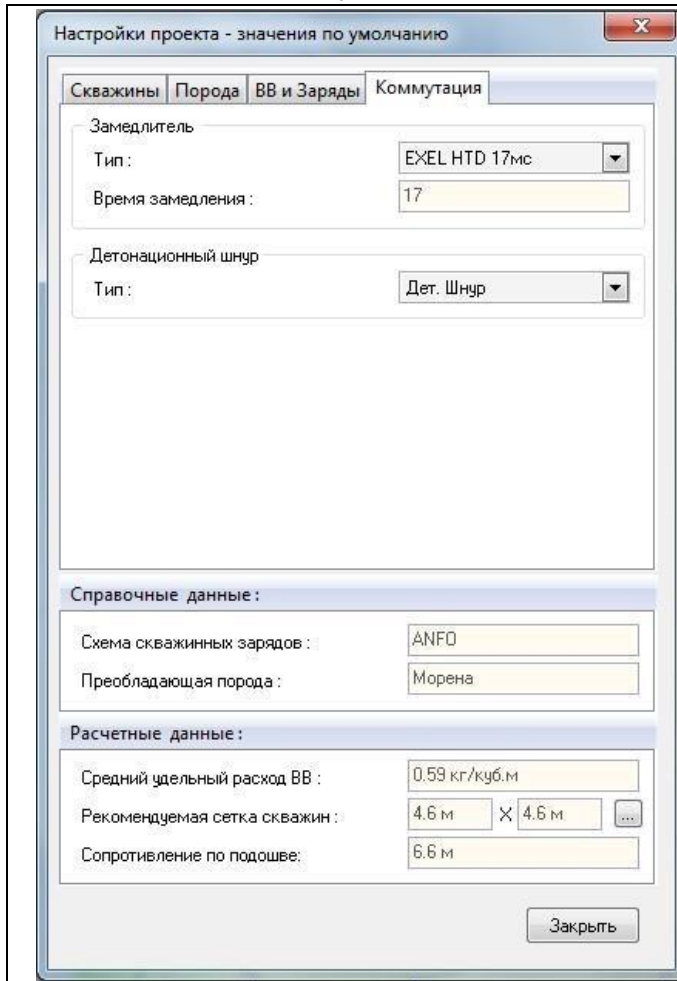 Настройки проекта - значения по умолчанию
Скважины Порода ВВ и Заряды Коммутация
Замедлитель
Тип : EXEL HTD 17мс
Время замедления : 17
Детонационный шнур
Тип : Дет. Шнур
Справочные данные :
Схема скважинных зарядов : ANFO
Преобладающая порода : Морена
Расчетные данные :
Средний удельный расход ВВ : 0.59 кг/куб.м
Рекомендуемая сетка скважин : 4.6 м X 4.6 м ...
Сопротивление по подошве: 6.6 м
Закрыть